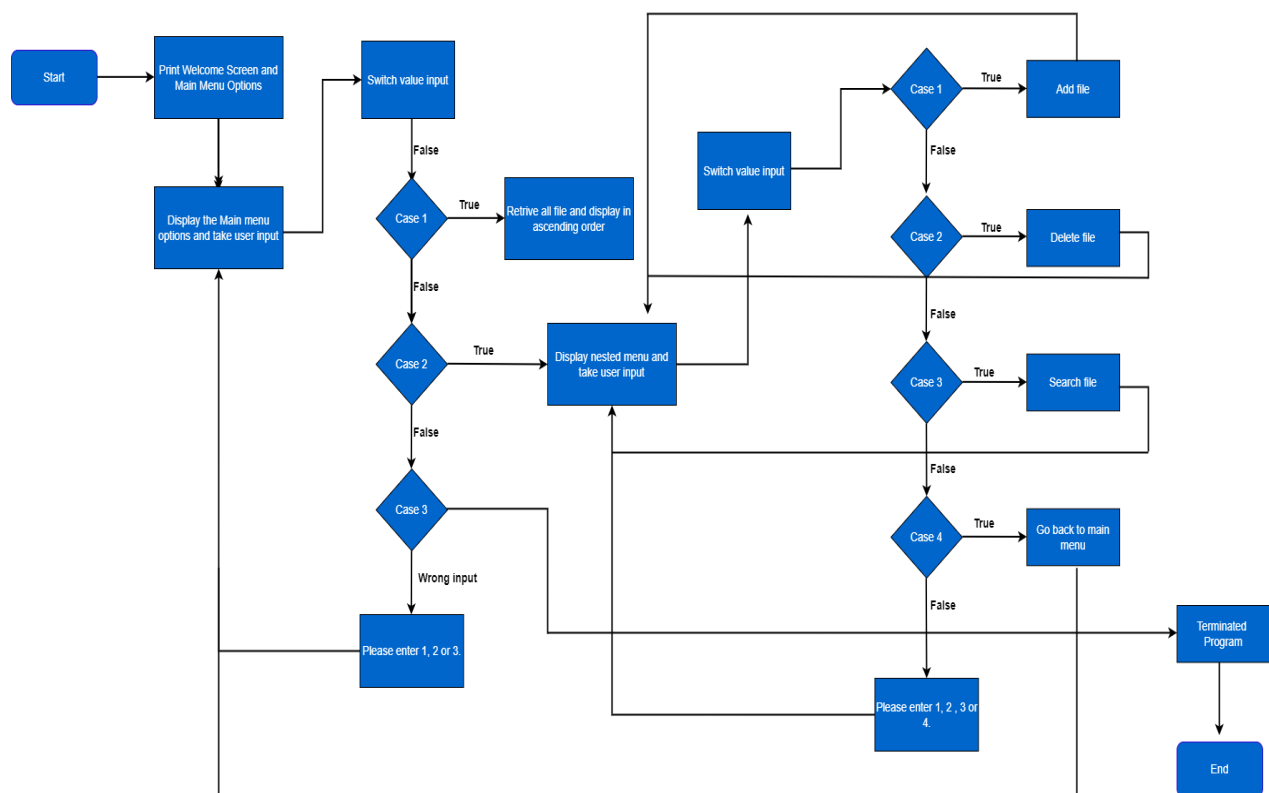 Start
Print Welcome Screen and
Main Menu Options
Display the Main menu
options and take user input
Switch value input
False
Case 1
True
Retrive all file and display in
ascending order
False
Case 2
True
Display nested menu and
take user input
False
Case 3
Wrong input
Please enter 1, 2 or 3.
Switch value input
Case 1
True
Add file
False
Case 2
True
Delete file
False
Case 3
True
Search file
False
Case 4
True
Go back to main
menu
False
Please enter 1, 2 , 3 or
4.
Terminated
Program
End